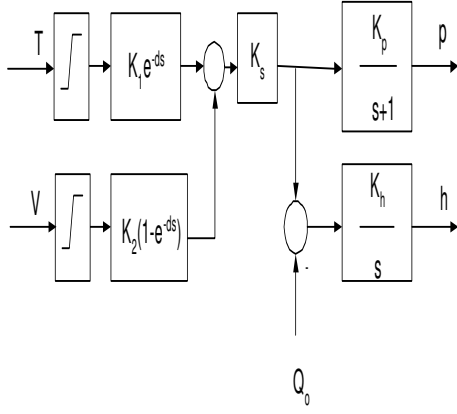 T
K₁e⁻ᵈˢ
Kₛ
Kₚ
s+1
p
V
K₂(1-e⁻ᵈˢ)
Kₕ
s
h
-
Qₒ